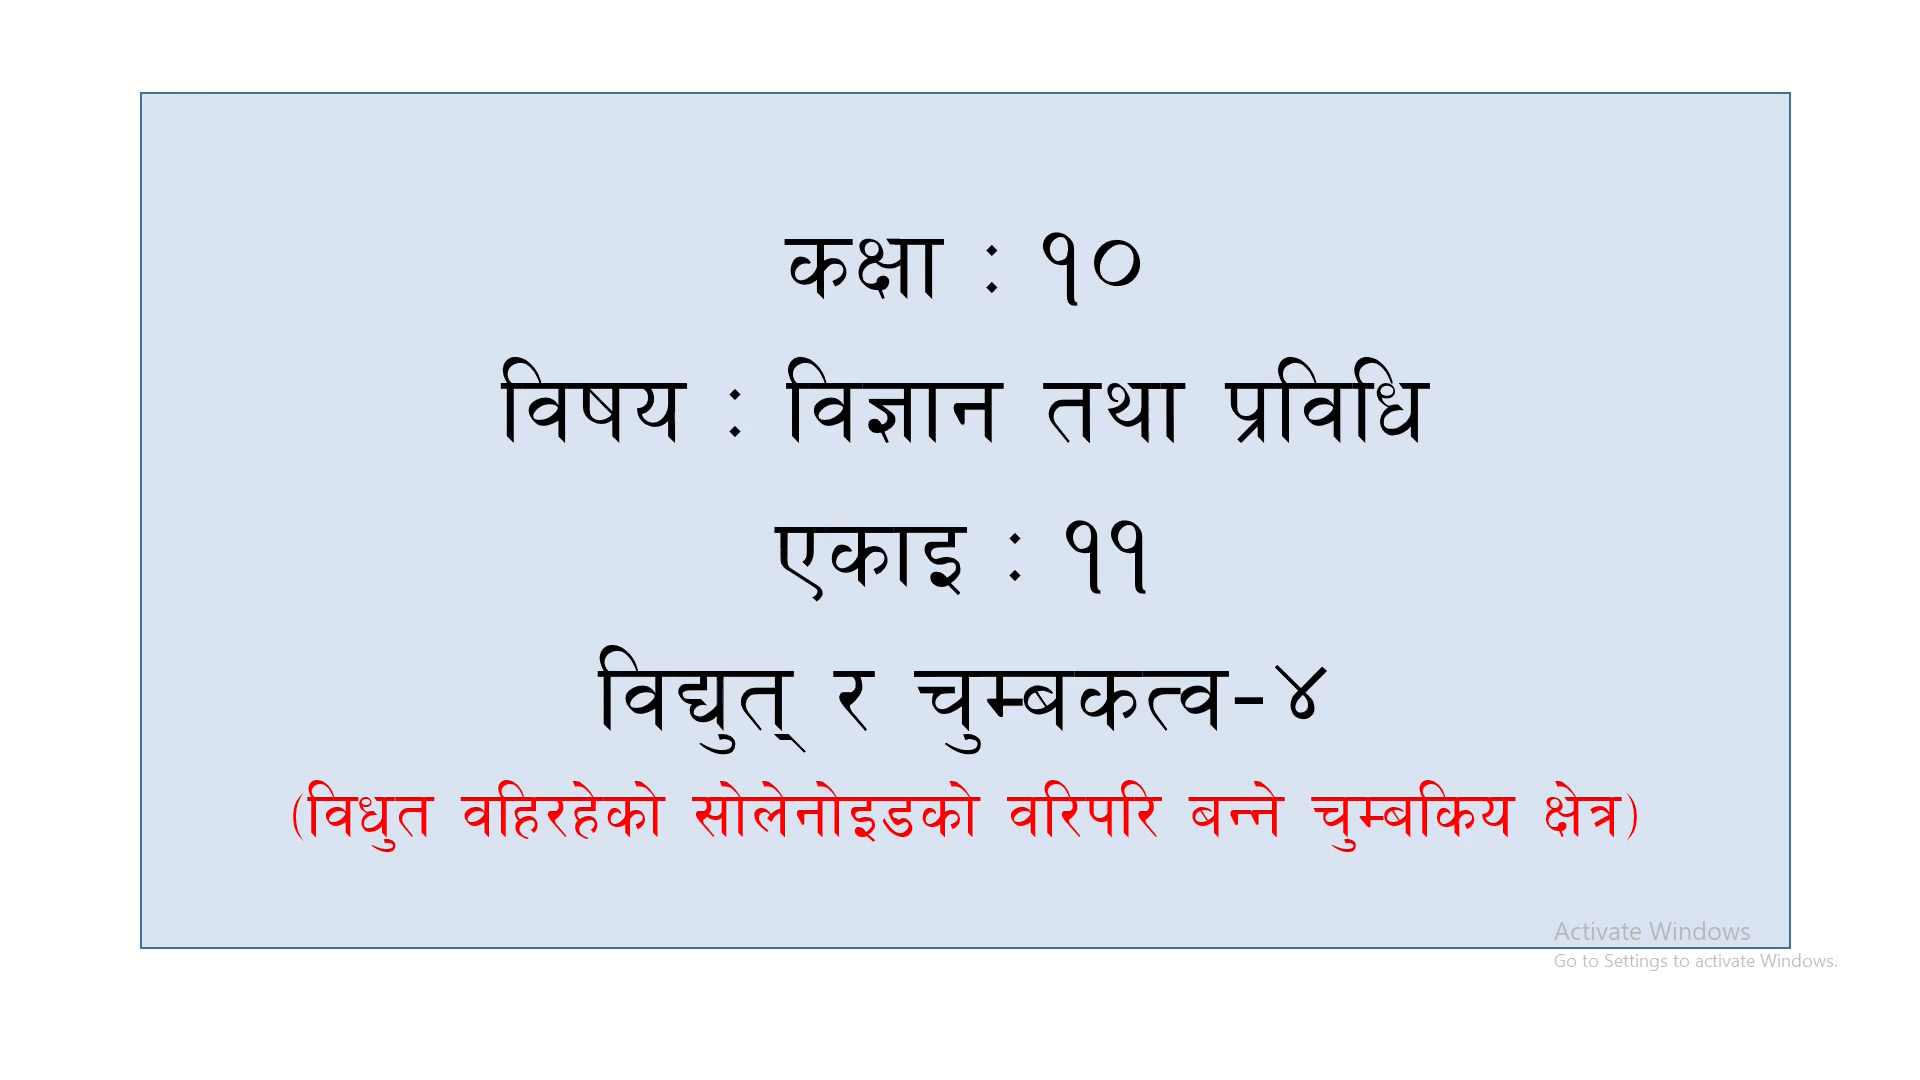 कक्षा : १०
विषय : विज्ञान तथा प्रविधि
एकाइ : ११
विद्युत् र चुम्बकत्व-४
(विधुत वहिरहेको सोलेनोइडको वरिपरि बन्ने चुम्बकिय क्षेत्र)
Activate Windows
Go to Settings to activate Windows.